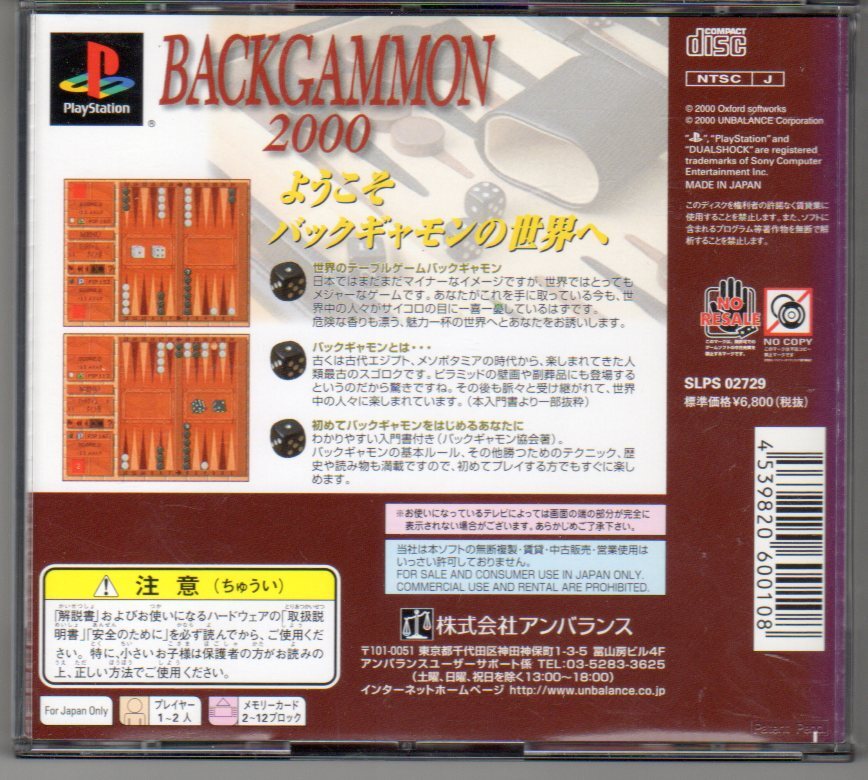 PlayStation
®
BACKGAMMON
2000
ようこそ
バックギャモンの世界へ
世界のテーブルゲームバックギャモン
日本ではまだまだマイナーなイメージですが、世界ではとっても
メジャーなゲームです。あなたがこれを手に取っている今も、世
界中の人々がサイコロの目に一喜一憂しているはずです。
危険な香りも漂う、魅力一杯の世界へとあなたをお誘いします。
バックギャモンとは・・・
古くは古代エジプト、メソポタミアの時代から、楽しまれてきた人
類最古のスゴロクです。ピラミッドの壁画や副葬品にも登場する
というのだから驚きですね。その後も脈々と受け継がれて、世界
中の人々に楽しまれています。（本入門書より一部抜粋）
初めてバックギャモンをはじめるあなたに
わかりやすい入門書付き（バックギャモン協会著）。
バックギャモンの基本ルール、その他勝つためのテクニック、歴
史や読み物も満載ですので、初めてプレイする方でもすぐに楽し
めます。
※お使いになっているテレビによっては画面の端の部分が完全に
表示されない場合がございます。あらかじめご了承下さい。
当社は本ソフトの無断複製・賃貸・中古販売・営業使用は
いっさい許可しておりません。
FOR SALE AND CONSUMER USE IN JAPAN ONLY.
COMMERCIAL USE AND RENTAL ARE PROHIBITED.
株式会社アンバランス
〒101-0051 東京都千代田区神田神保町1-3-5 冨山房ビル4F
アンバランスユーザーサポート係 TEL:03-5283-3625
（土曜、日曜、祝日を除く13:00〜18:00）
インターネットホームページ http://www.unbalance.co.jp
注 意（ちゅうい）
「解説書」およびお使いになるハードウェアの「取扱説
明書」「安全のために」を必ず読んでから、ご使用くだ
さい。特に、小さいお子様は保護者の方がお読みの
上、正しい方法でご使用ください。
For Japan Only
プレイヤー
1〜2 人
メモリーカード
2〜12ブロック
COMPACT
disc
NTSC J
© 2000 Oxford softworks
© 2000 UNBALANCE Corporation
"PS", "PlayStation" and
"DUALSHOCK" are registered
trademarks of Sony Computer
Entertainment Inc.
MADE IN JAPAN
このディスクを権利者の許諾なく賃貸業に
使用することを禁止します。また、ソフトに
含まれるプログラム等著作物を無断で解
析することを禁じます。
NO
RESALE
NO COPY
SLPS 02729
標準価格￥6,800（税抜）
4 539820 600108